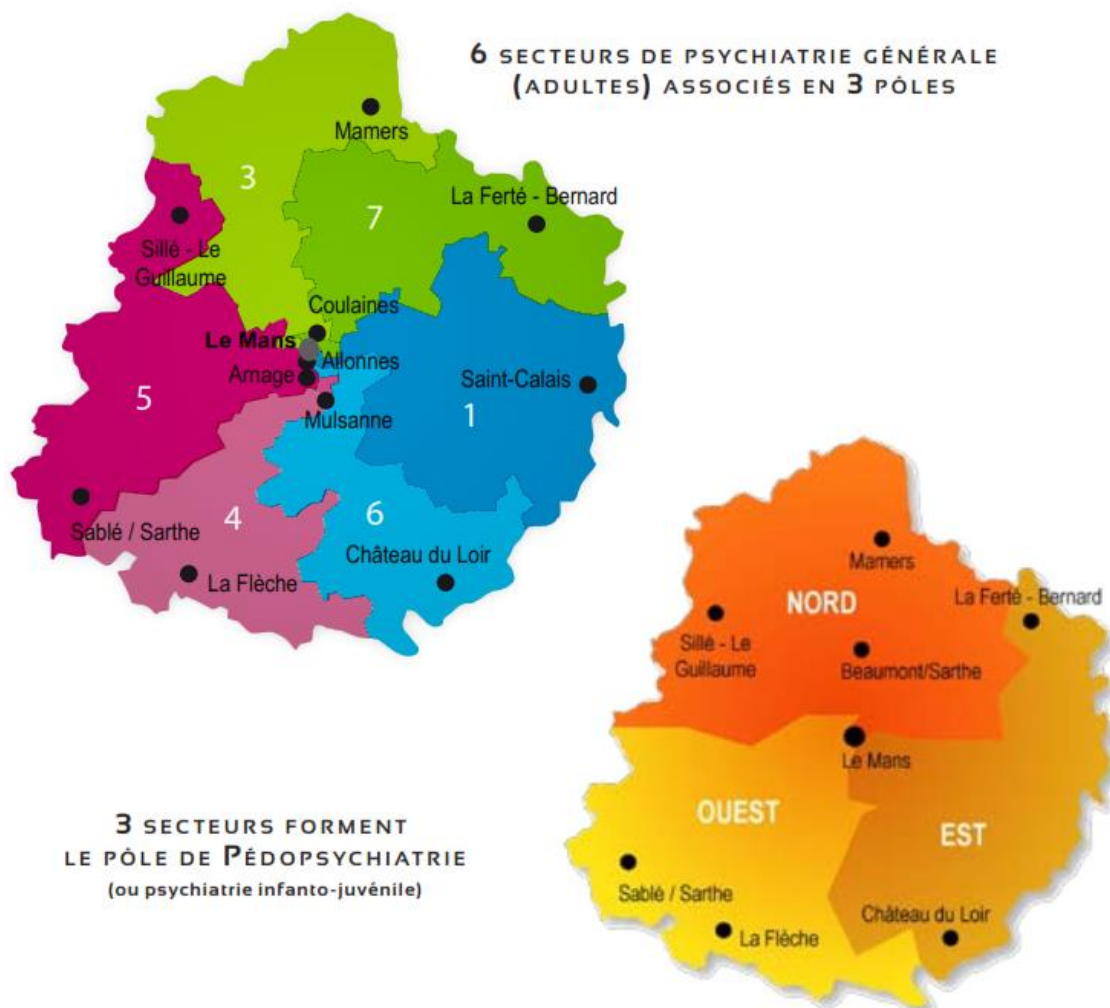 6 SECTEURS DE PSYCHIATRIE GÉNÉRALE
(ADULTES) ASSOCIÉS EN 3 PÔLES
Mamers
3
La Ferté - Bernard
7
Sillé - Le
Guillaume
Coulaines
Le Mans
Allonnes
Arnage
Saint-Calais
5
1
Mulsanne
Sablé / Sarthe
4
6
Château du Loir
La Flèche
Mamers
La Ferté - Bernard
NORD
Sillé - Le
Guillaume
Beaumont/Sarthe
Le Mans
OUEST
EST
Sablé / Sarthe
Château du Loir
La Flèche
3 SECTEURS FORMENT
LE PÔLE DE PÉDOPSYCHIATRIE
(ou psychiatrie infanto-juvénile)